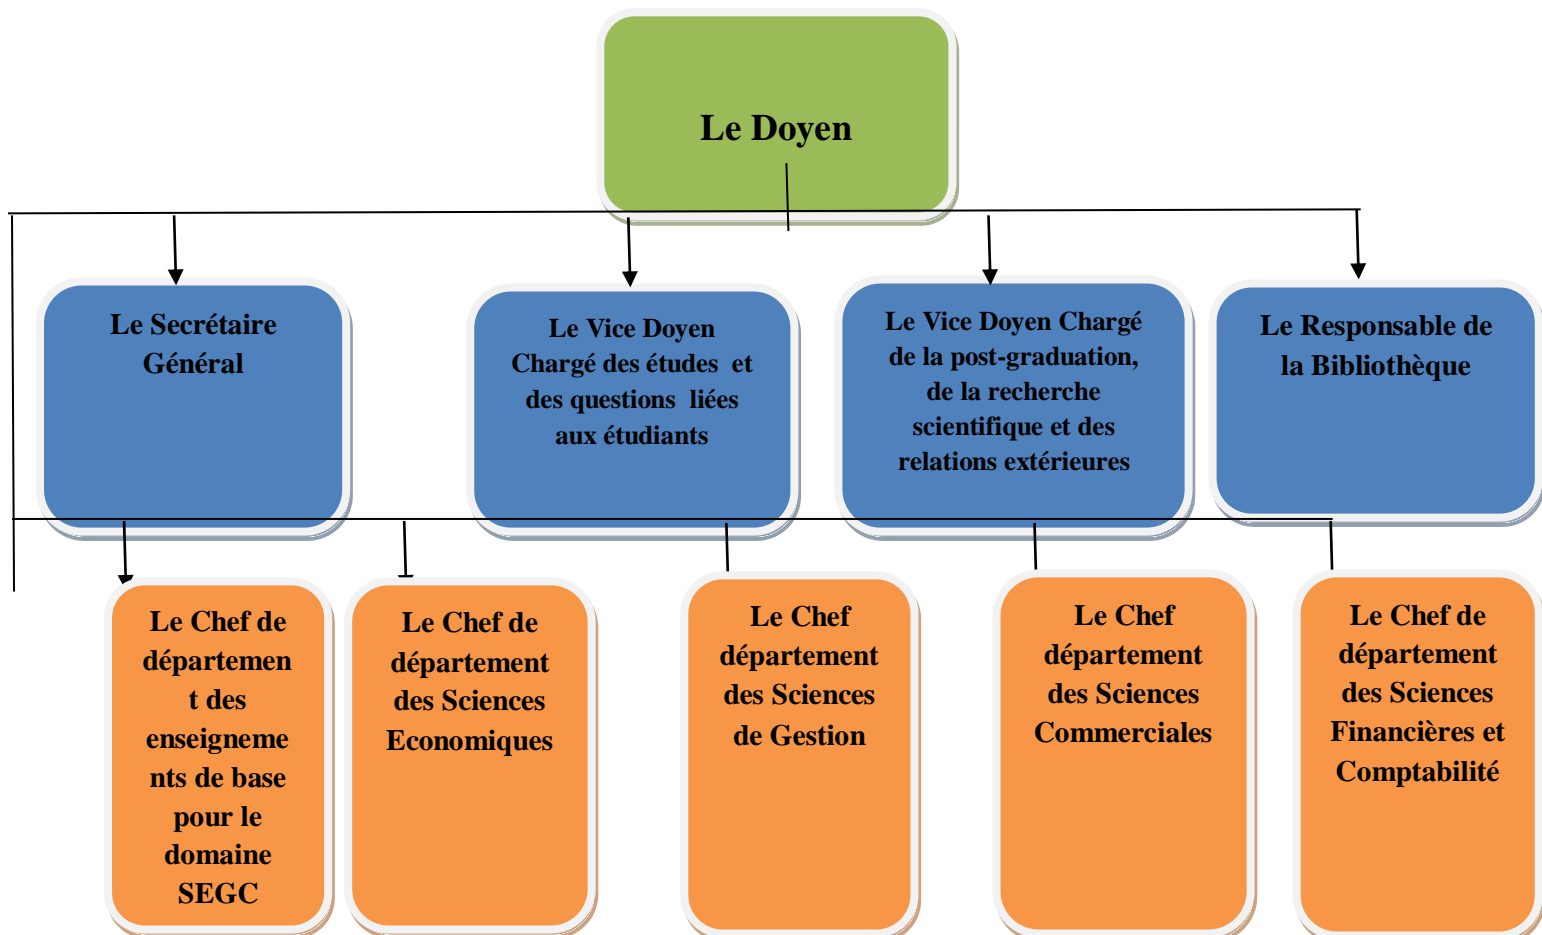 Le Doyen
Le Secrétaire
Général
Le Vice Doyen
Chargé des études et
des questions liées
aux étudiants
Le Vice Doyen Chargé
de la post-graduation,
de la recherche
scientifique et des
relations extérieures
Le Responsable de
la Bibliothèque
Le Chef de
départemen
t des
enseigneme
nts de base
pour le
domaine
SEGC
Le Chef de
département
des Sciences
Economiques
Le Chef
département
des Sciences
de Gestion
Le Chef
département
des Sciences
Commerciales
Le Chef de
département
des Sciences
Financières et
Comptabilité